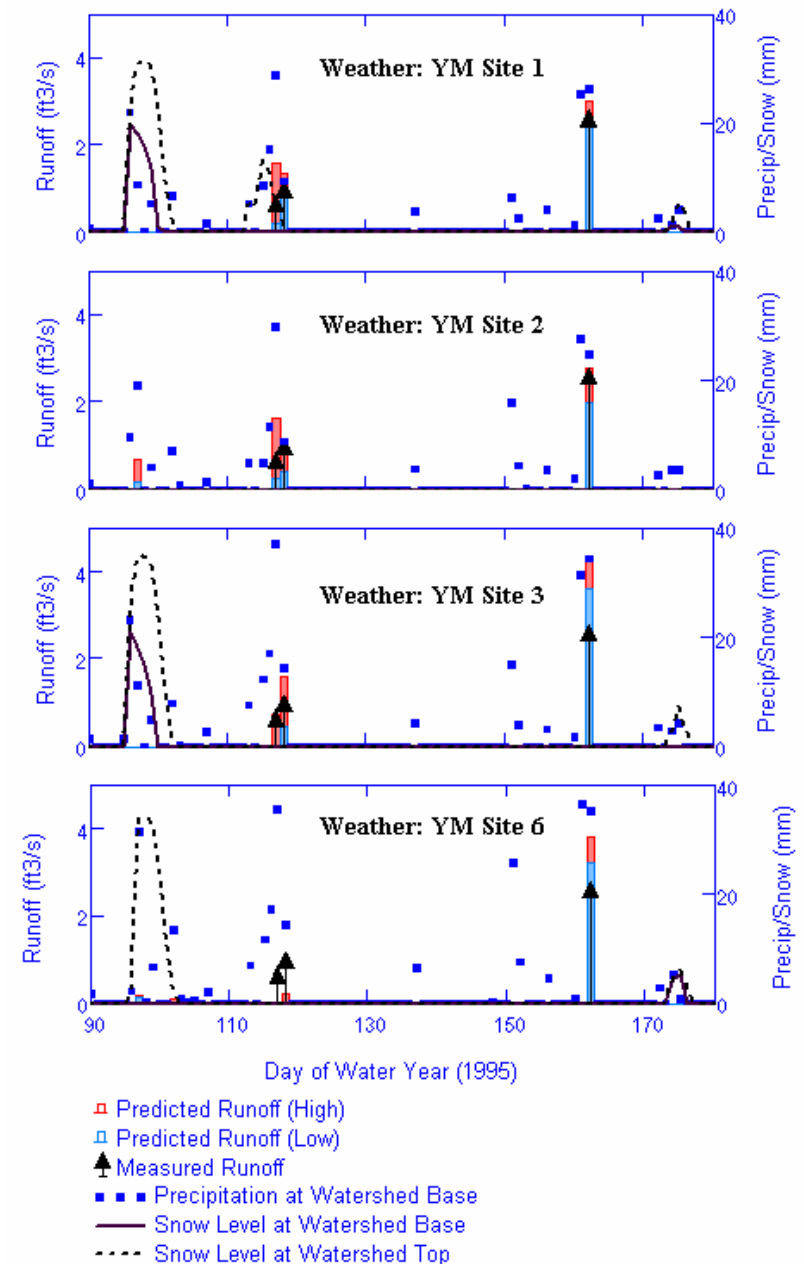 Weather: YM Site 1
Runoff (ft3/s)
4
2
0
40
20
0
Precip/Snow (mm)
Weather: YM Site 2
Runoff (ft3/s)
4
2
0
40
20
0
Precip/Snow (mm)
Weather: YM Site 3
Runoff (ft3/s)
4
2
0
40
20
0
Precip/Snow (mm)
Weather: YM Site 6
Runoff (ft3/s)
4
2
0
40
20
0
Precip/Snow (mm)
90 110 130 150 170
Day of Water Year (1995)
Predicted Runoff (High)
Predicted Runoff (Low)
Measured Runoff
Precipitation at Watershed Base
Snow Level at Watershed Base
Snow Level at Watershed Top